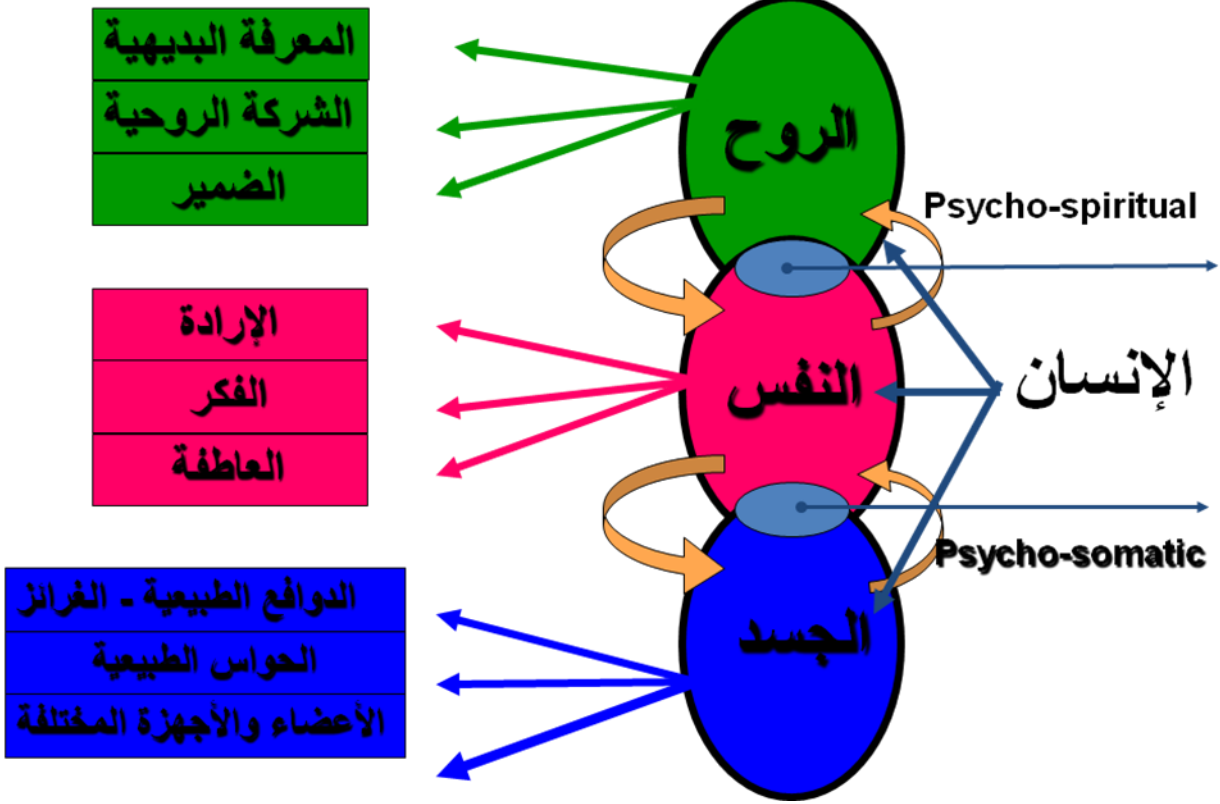 المعرفة البديهية
الشركة الروحية
الضمير
الروح
Psycho-spiritual
الإرادة
الفكر
العاطفة
النفس
الإنسان
Psycho-somatic
الدوافع الطبيعية - الغرائز
الحواس الطبيعية
الأعضاء والأجهزة المختلفة
الجسد